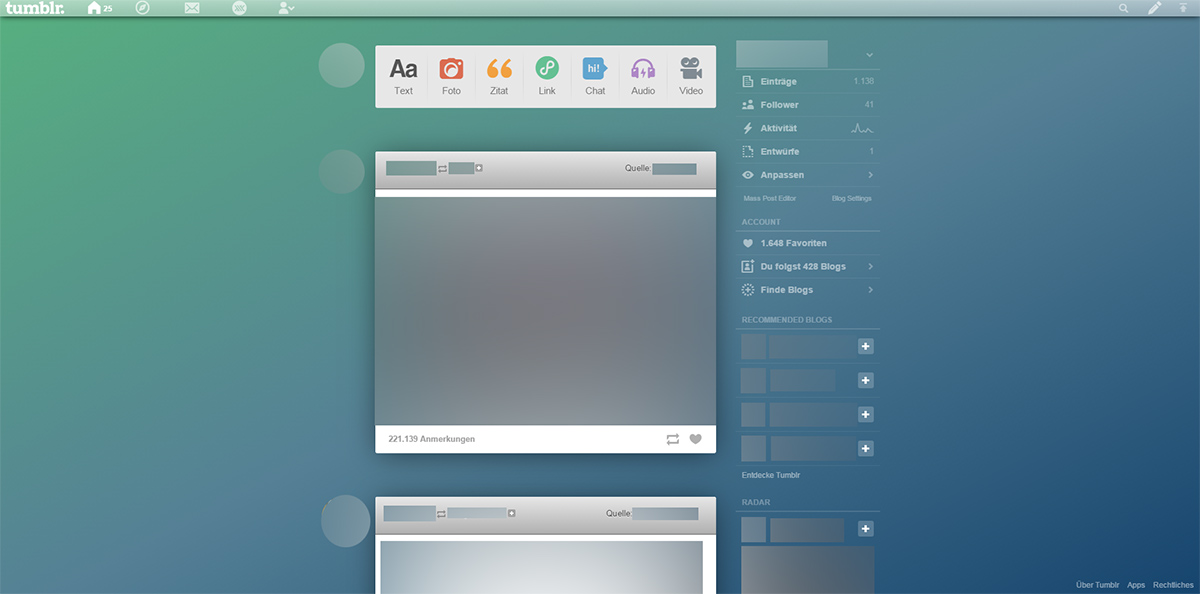 tumblr.
25
Aa
hi!
Text Foto Zitat Link Chat Audio Video
Quelle:
221.139 Anmerkungen
Quelle:
Einträge 1.138
Follower 41
Aktivität
Entwürfe 1
Anpassen
Mass Post Editor Blog Settings
ACCOUNT
1.648 Favoriten
Du folgst 428 Blogs
Finde Blogs
RECOMMENDED BLOGS
Entdecke Tumblr
RADAR
Über Tumblr Apps Rechtliches